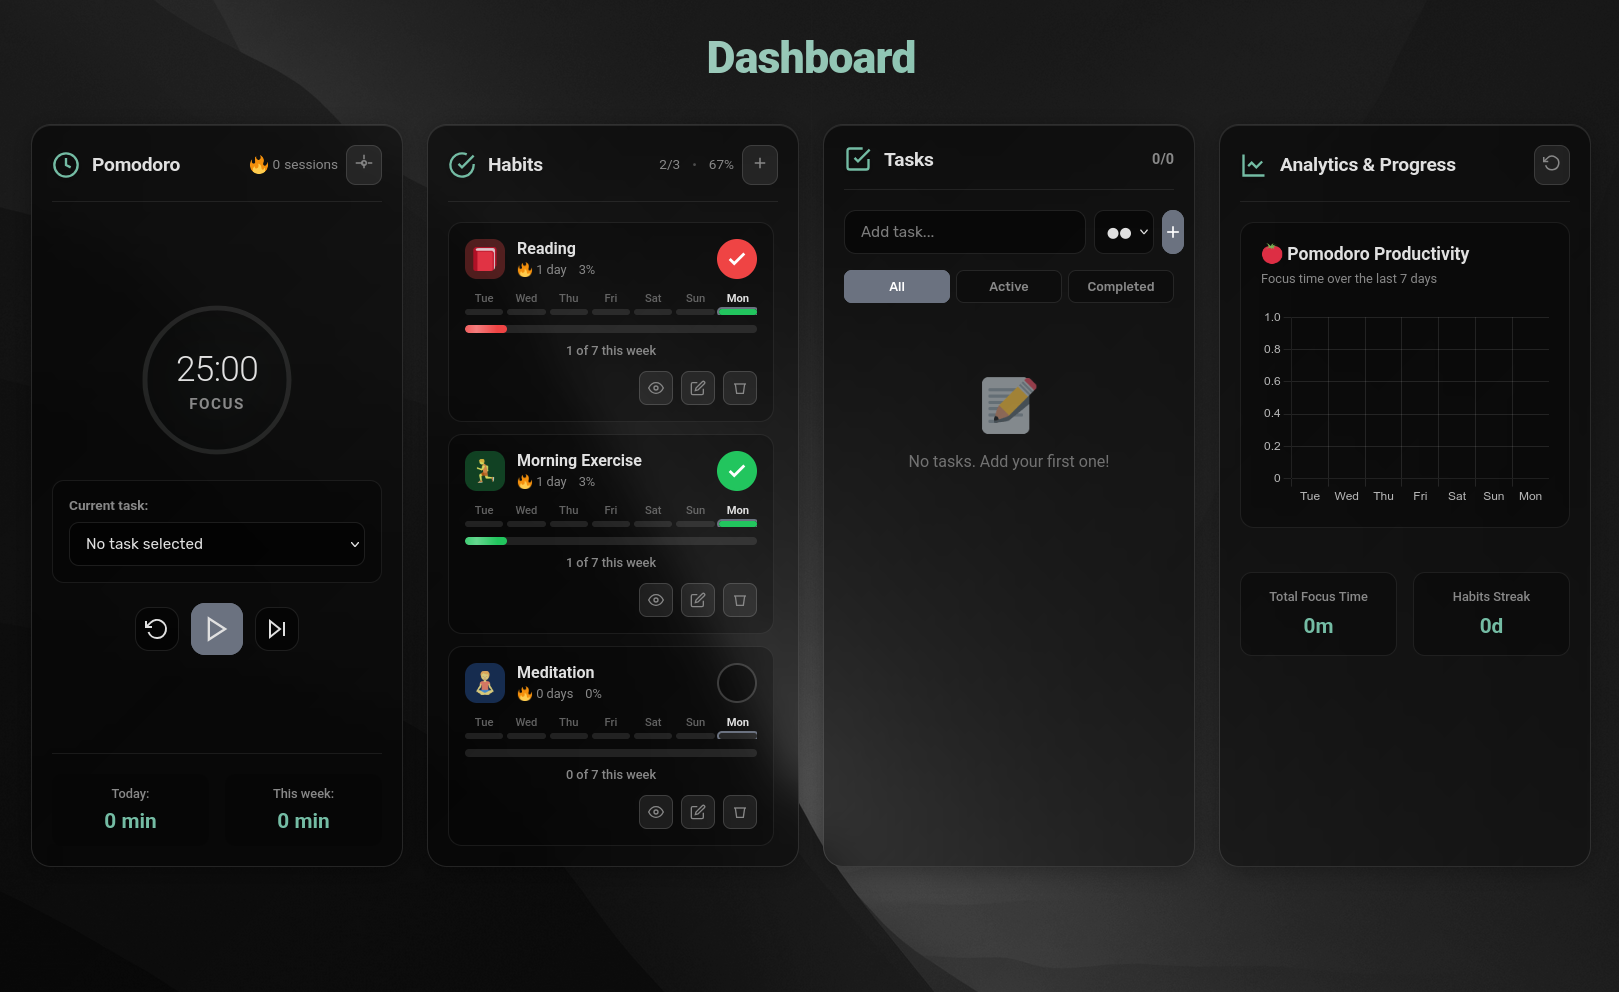 Dashboard
Pomodoro
0 sessions
25:00
FOCUS
Current task:
No task selected
Today:
0 min
This week:
0 min
Habits
2/3 • 67%
Reading
1 day 3%
Tue Wed Thu Fri Sat Sun Mon
1 of 7 this week
Morning Exercise
1 day 3%
Tue Wed Thu Fri Sat Sun Mon
1 of 7 this week
Meditation
0 days 0%
Tue Wed Thu Fri Sat Sun Mon
0 of 7 this week
Tasks
0/0
Add task...
All Active Completed
No tasks. Add your first one!
Analytics & Progress
Pomodoro Productivity
Focus time over the last 7 days
1.0
0.8
0.6
0.4
0.2
0
Tue Wed Thu Fri Sat Sun Mon
Total Focus Time
0m
Habits Streak
0d